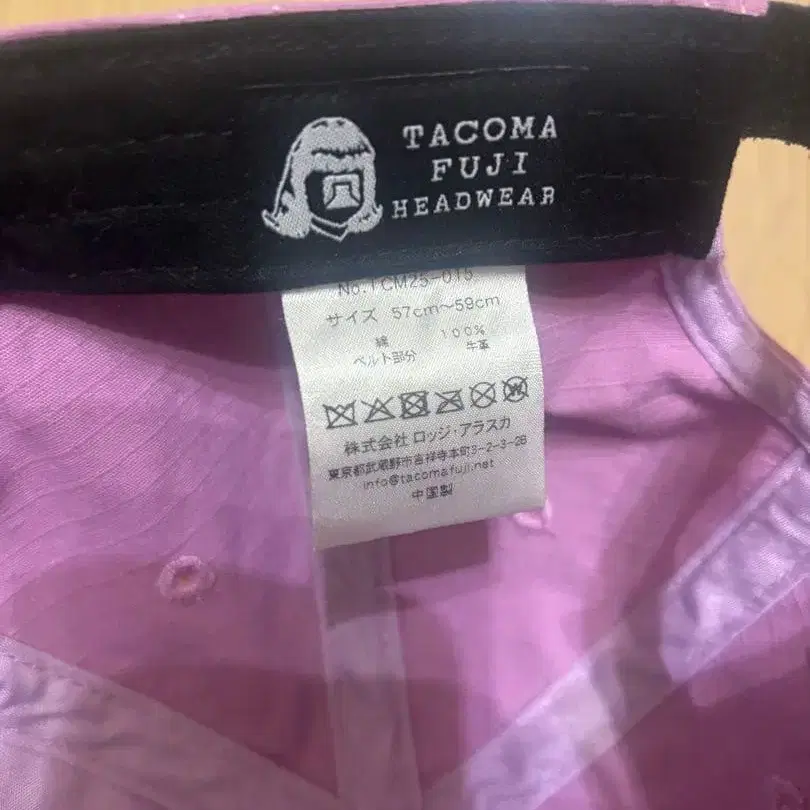 TACOMA
FUJI
HEADWEAR
No.TCM25-015
サイズ 57cm～59cm
綿 100%
ベルト部分 牛革
株式会社 ロッジ・アラスカ
東京都武蔵野市吉祥寺本町3-2-3-2B
info@tacomafuji.net
中国製